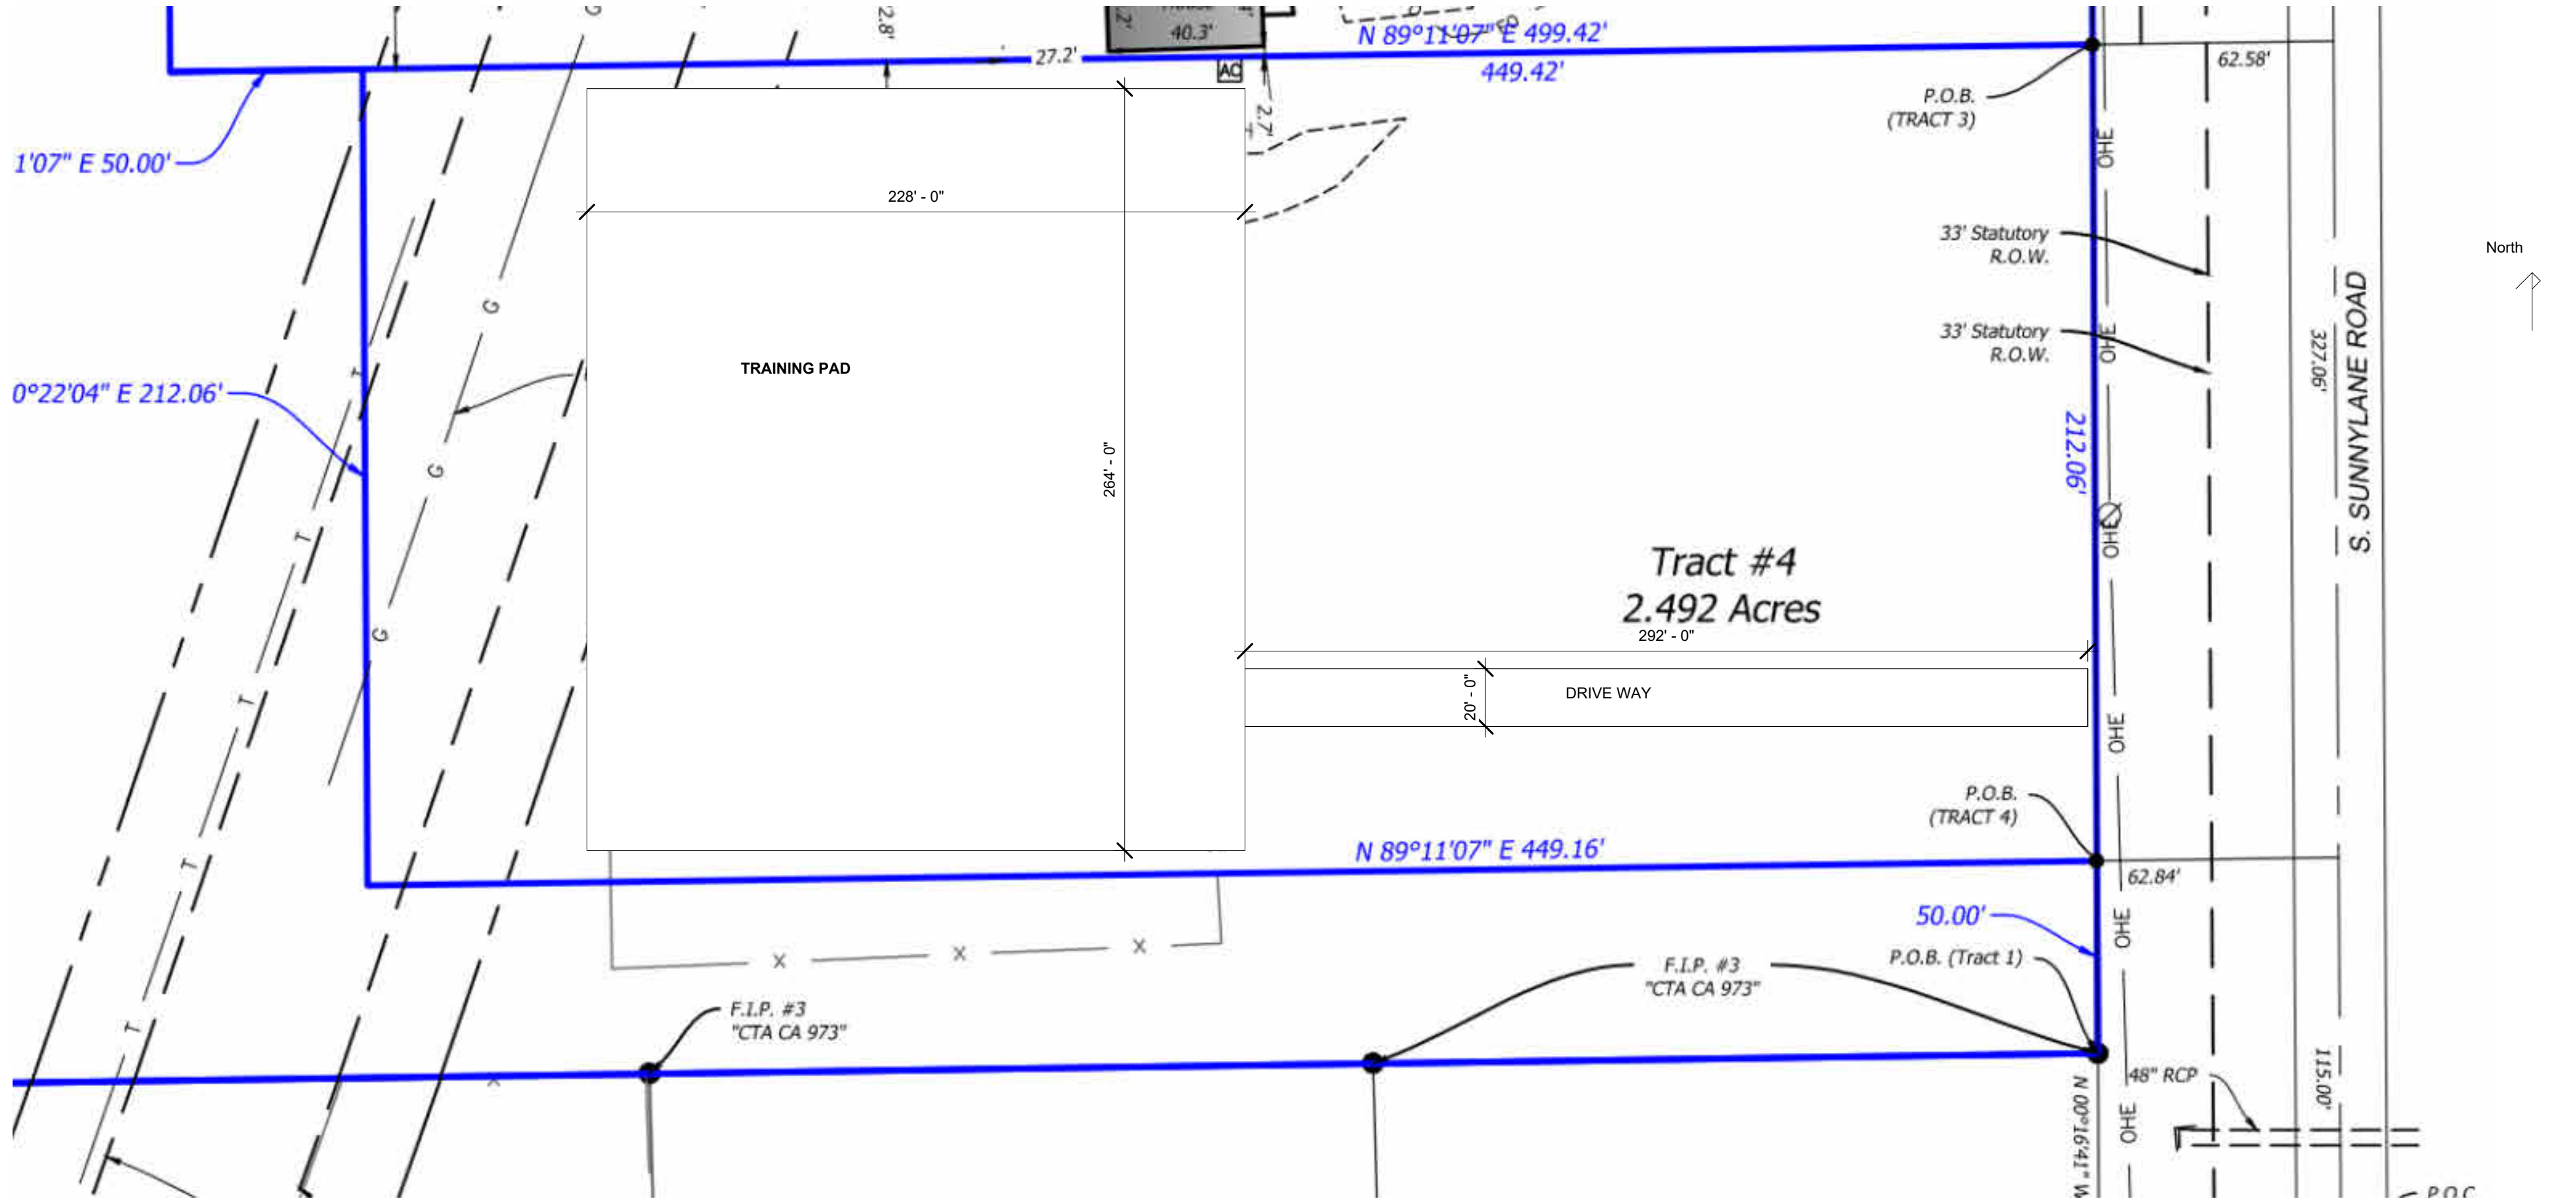 2.8'
40.3'
N 89°11'07" E 499.42'
27.2'
449.42'
AC
62.58'
P.O.B.
(TRACT 3)
2.7'
OHE
1'07" E 50.00'
228' - 0"
33' Statutory
R.O.W.
North
G
33' Statutory
R.O.W.
OHE
327.06'
S. SUNNYLANE ROAD
TRAINING PAD
T
0°22'04" E 212.06'
212.06'
264' - 0"
G
OHE
T
Tract #4
2.492 Acres
G
292' - 0"
20' - 0"
DRIVE WAY
T
OHE
P.O.B.
(TRACT 4)
N 89°11'07" E 449.16'
T
62.84'
50.00'
OHE
X
X
X
P.O.B. (Tract 1)
F.I.P. #3
"CTA CA 973"
F.I.P. #3
"CTA CA 973"
T
X
48" RCP
115.00'
N 00°16'41" W
OHE
P.O.C.